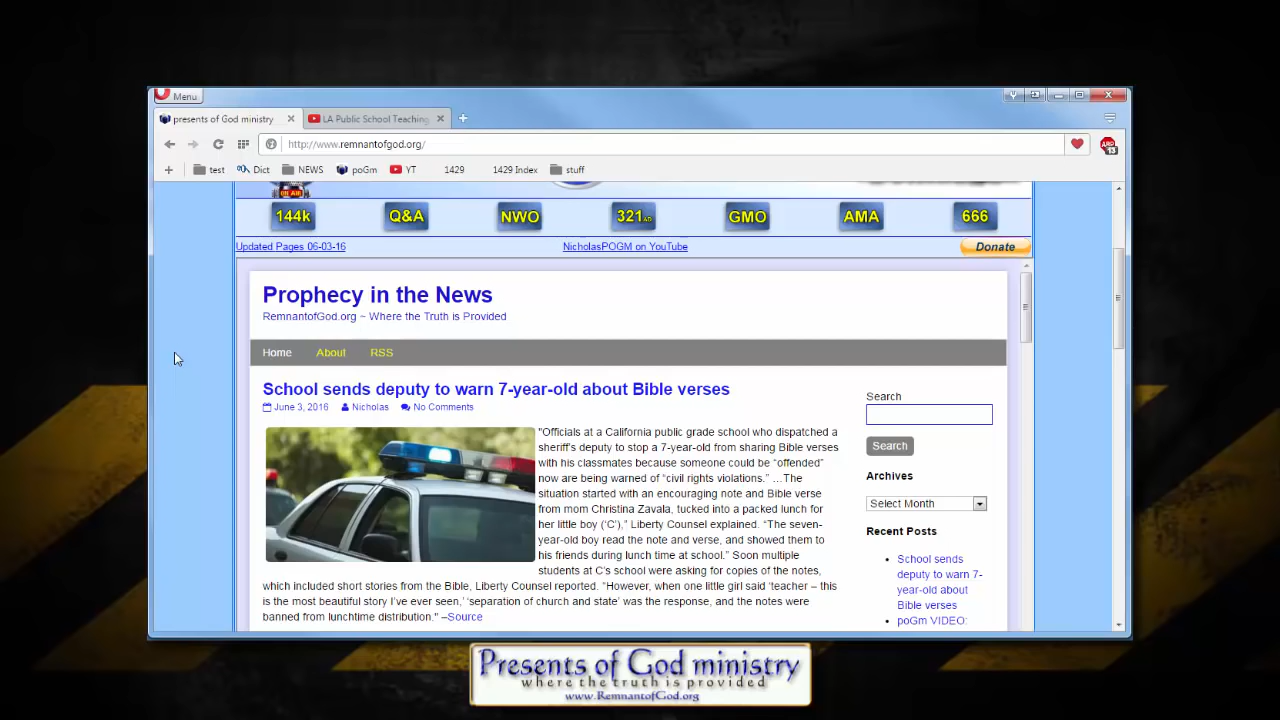 Menu
presents of God ministry
LA Public School Teaching
http://www.remnantofgod.org/
test
Dict
NEWS
poGm
YT
1429
1429 Index
stuff
ABP
13
ON AIR
144k
Q&A
NWO
321 AD
GMO
AMA
666
Updated Pages 06-03-16
NicholasPOGM on YouTube
Donate
Prophecy in the News
RemnantofGod.org ~ Where the Truth is Provided
Home
About
RSS
School sends deputy to warn 7-year-old about Bible verses
June 3, 2016
Nicholas
No Comments
"Officials at a California public grade school who dispatched a
sheriff's deputy to stop a 7-year-old from sharing Bible verses
with his classmates because someone could be “offended”
now are being warned of “civil rights violations.” …The
situation started with an encouraging note and Bible verse
from mom Christina Zavala, tucked into a packed lunch for
her little boy (‘C’),” Liberty Counsel explained. “The seven-
year-old boy read the note and verse, and showed them to
his friends during lunch time at school.” Soon multiple
students at C’s school were asking for copies of the notes,
which included short stories from the Bible, Liberty Counsel reported. “However, when one little girl said ‘teacher – this
is the most beautiful story I’ve ever seen,’ ‘separation of church and state’ was the response, and the notes were
banned from lunchtime distribution.” –Source
Search
Search
Archives
Select Month
Recent Posts
School sends
deputy to warn 7-
year-old about
Bible verses
poGm VIDEO:
Presents of God ministry
where the truth is provided
www.RemnantofGod.org